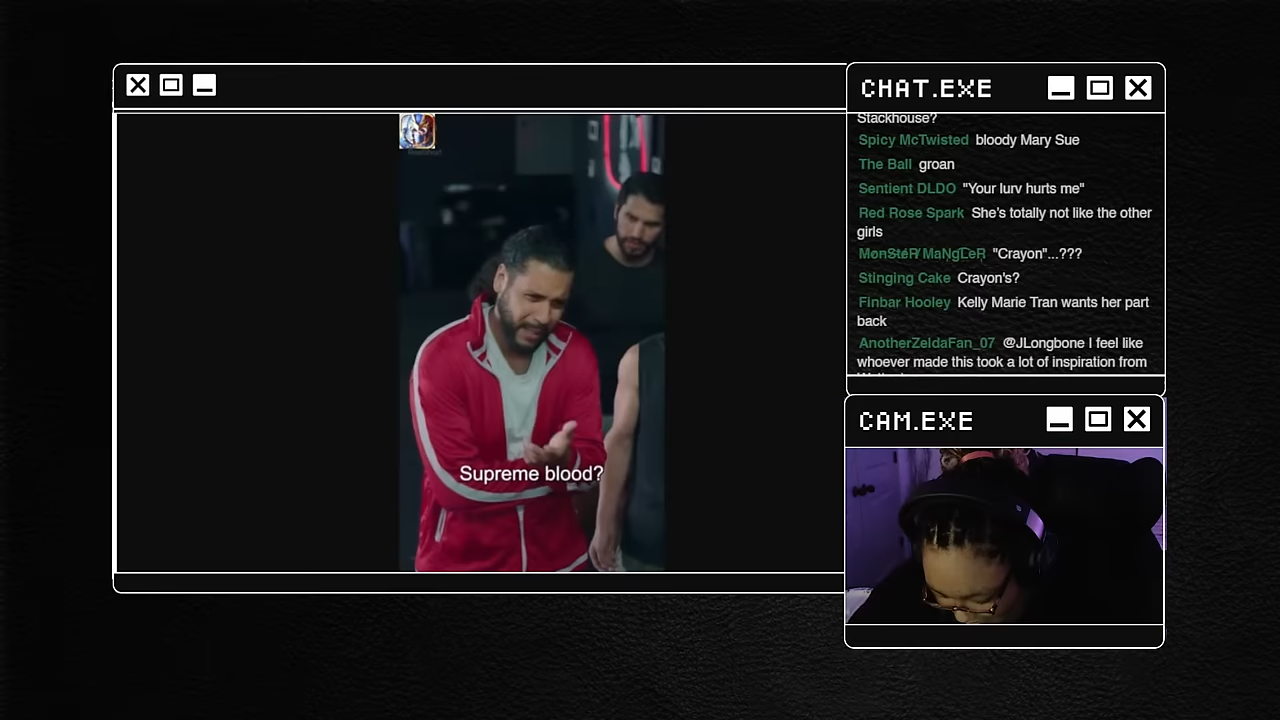 Supreme blood?
CHAT.EXE
Stackhouse?
Spicy McTwisted bloody Mary Sue
The Ball groan
Sentient DLDO "Your lurv hurts me"
Red Rose Spark She's totally not like the other
girls
MonSteRYMaNgLeR "Crayon"...???
Stinging Cake Crayon's?
Finbar Hooley Kelly Marie Tran wants her part
back
AnotherZeldaFan_07 @JLongbone I feel like
whoever made this took a lot of inspiration from
CAM.EXE